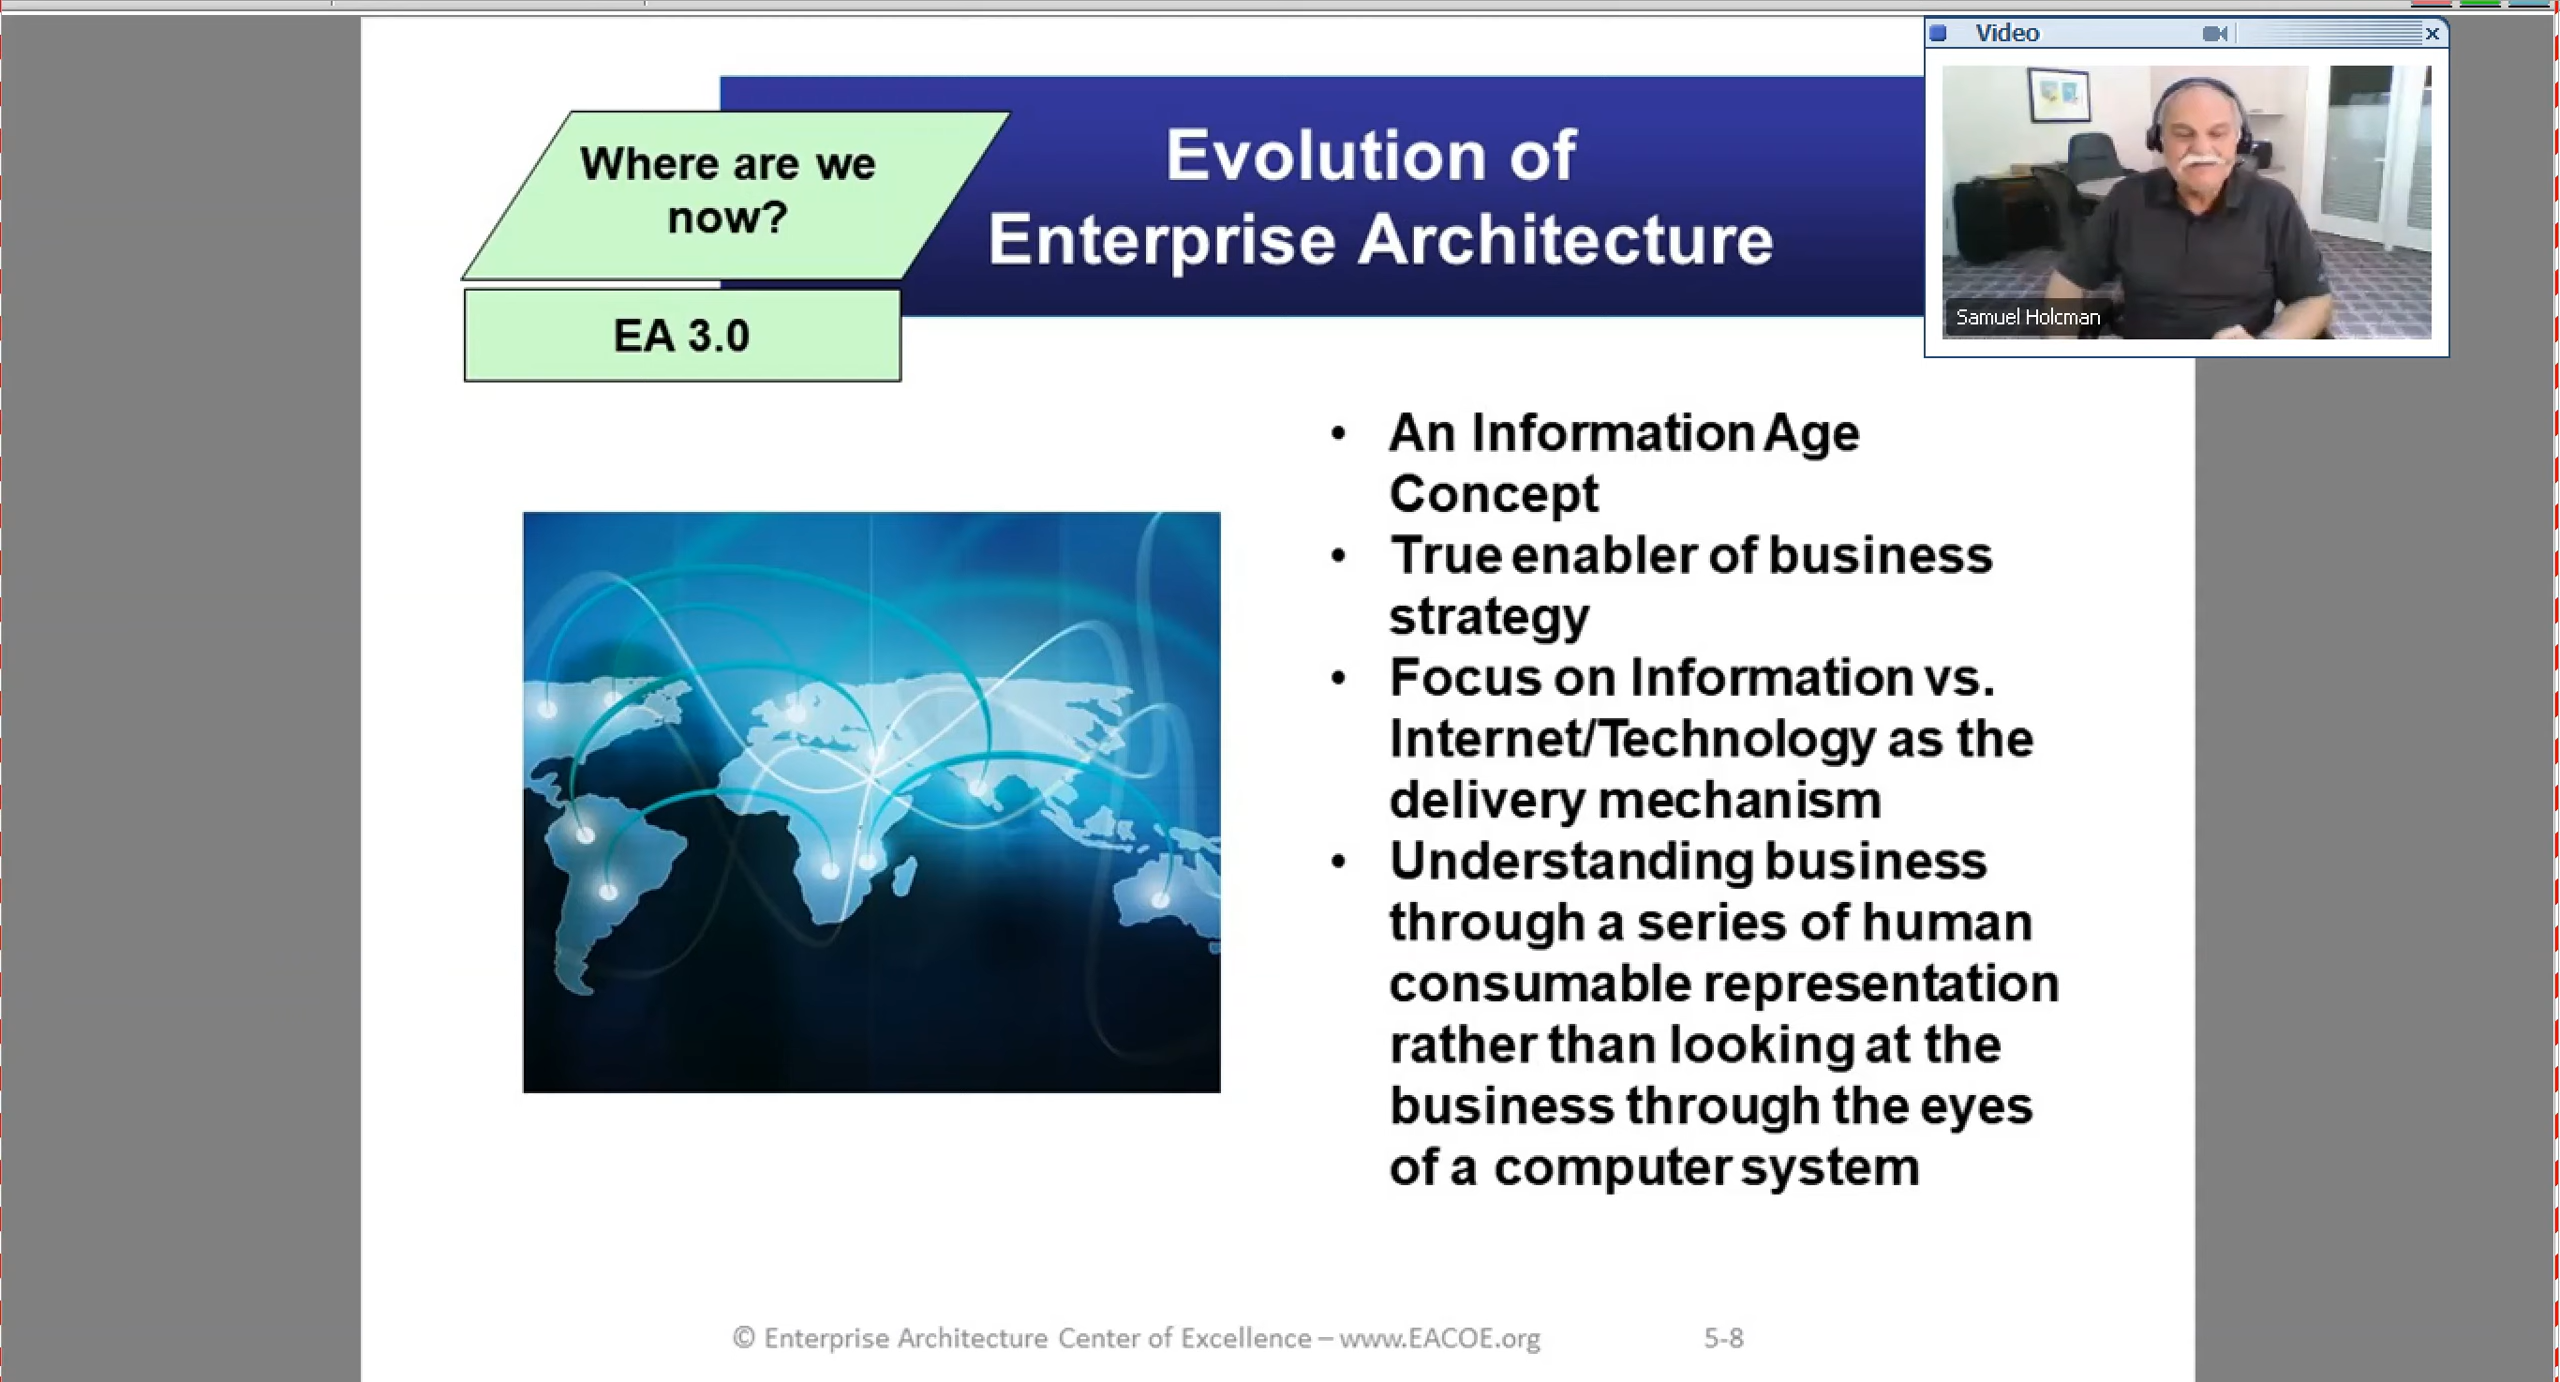 Video
Where are we
now?
Evolution of
Enterprise Architecture
Samuel Holcman
EA 3.0
• An Information Age
Concept
• True enabler of business
strategy
• Focus on Information vs.
Internet/Technology as the
delivery mechanism
• Understanding business
through a series of human
consumable representation
rather than looking at the
business through the eyes
of a computer system
© Enterprise Architecture Center of Excellence – www.EACOE.org
5-8